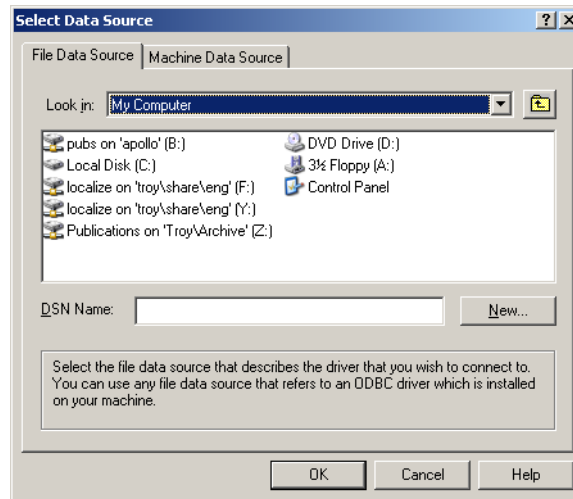 Select Data Source
File Data Source Machine Data Source
Look in: My Computer
pubs on 'apollo' (B:)
Local Disk (C:)
localize on 'troy\share\eng' (F:)
localize on 'troy\share\eng' (Y:)
Publications on 'Troy\Archive' (Z:)
DVD Drive (D:)
3½ Floppy (A:)
Control Panel
DSN Name: New...
Select the file data source that describes the driver that you wish to connect to.
You can use any file data source that refers to an ODBC driver which is installed
on your machine.
OK Cancel Help